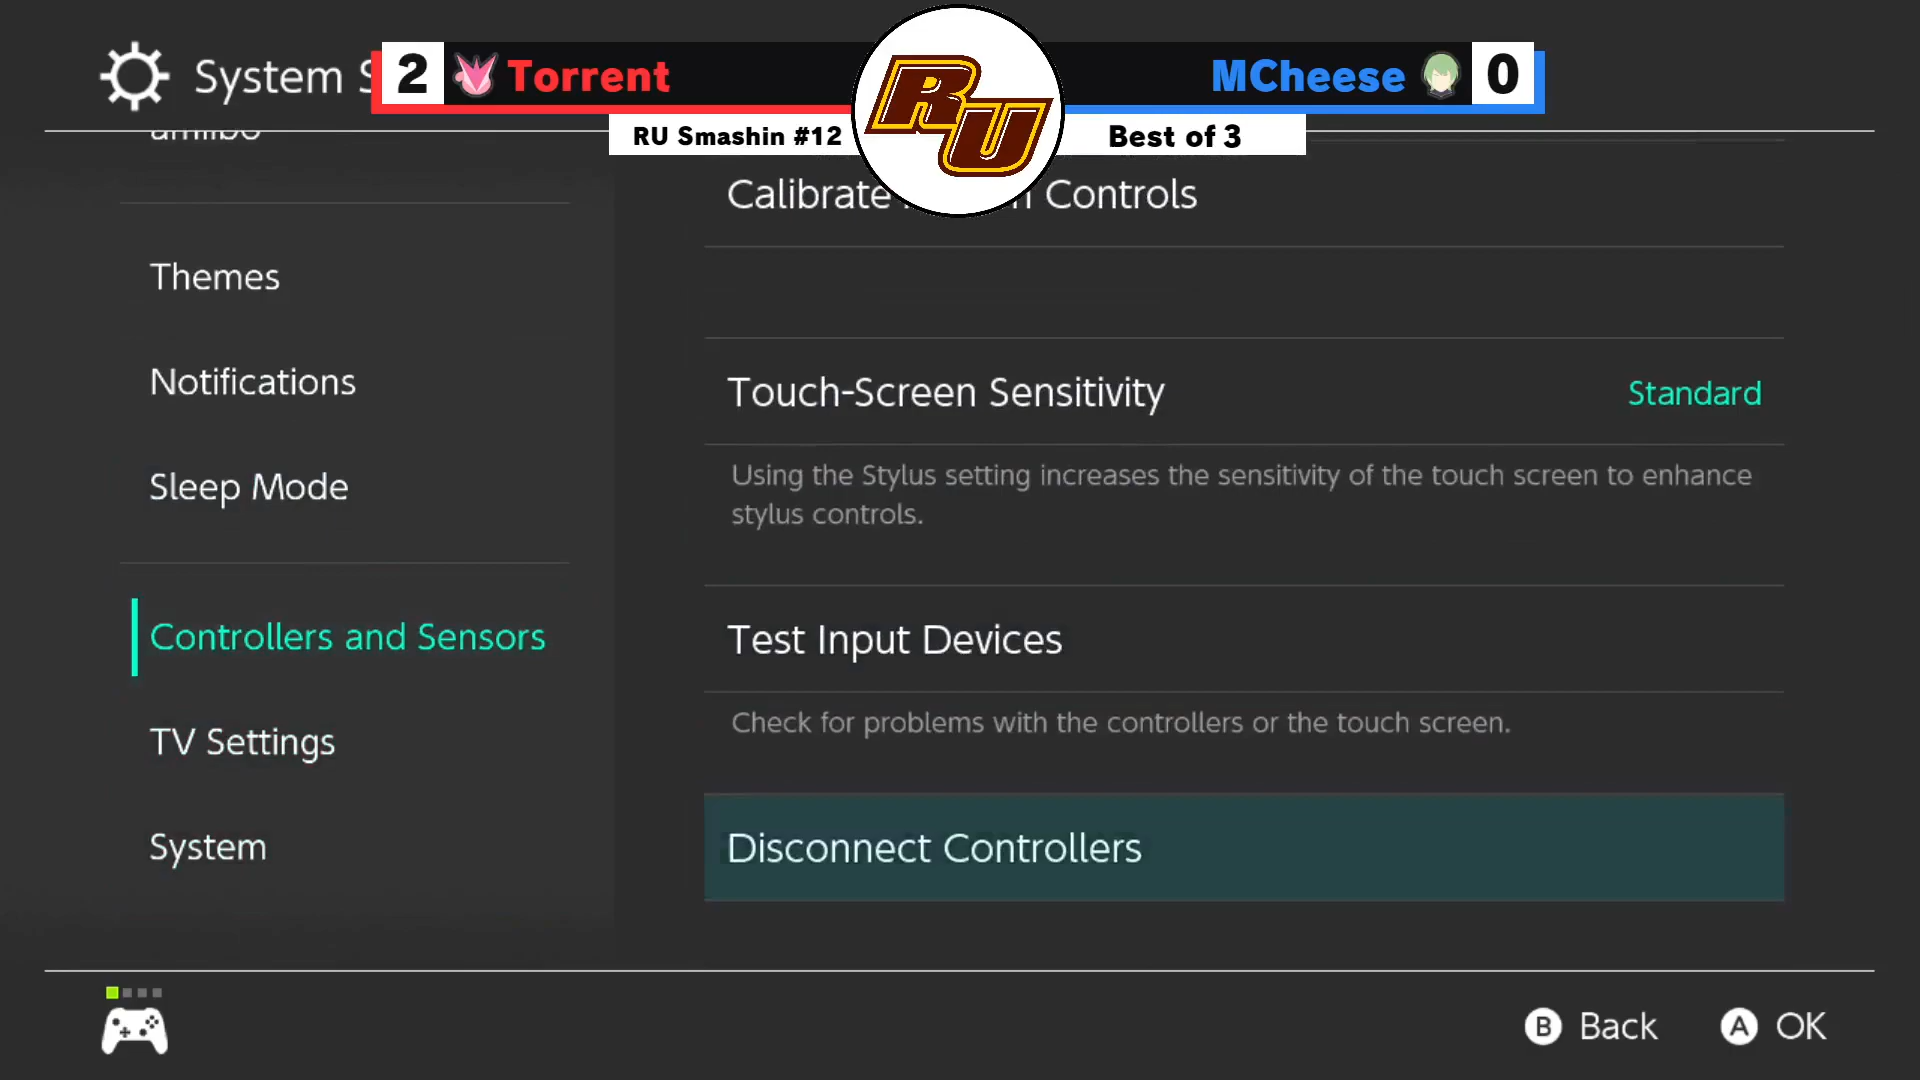 System S
2 Torrent
MCheese 0
RU Smashin #12
RU
Best of 3
amiibo
Themes
Notifications
Sleep Mode
Controllers and Sensors
TV Settings
System
Calibrate Controls
Touch-Screen Sensitivity Standard
Using the Stylus setting increases the sensitivity of the touch screen to enhance
stylus controls.
Test Input Devices
Check for problems with the controllers or the touch screen.
Disconnect Controllers
B Back A OK